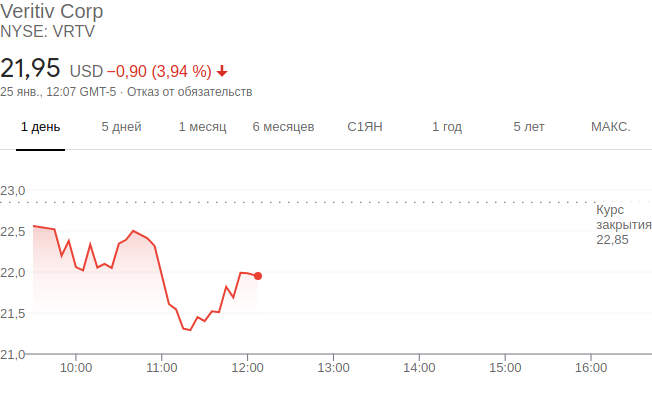 Veritiv Corp
NYSE: VRTV
21,95 USD −0,90 (3,94 %)
25 янв., 12:07 GMT-5 · Отказ от обязательств
1 день 5 дней 1 месяц 6 месяцев С1ЯН 1 год 5 лет МАКС.
23,0
Курс
закрытия
22,85
22,5
22,0
21,5
21,0
10:00 11:00 12:00 13:00 14:00 15:00 16:00